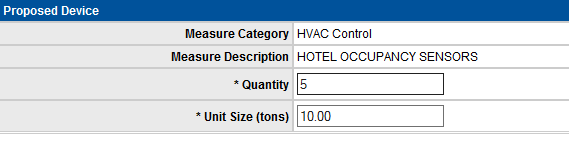 Proposed Device
Measure Category HVAC Control
Measure Description HOTEL OCCUPANCY SENSORS
* Quantity 5
* Unit Size (tons) 10.00